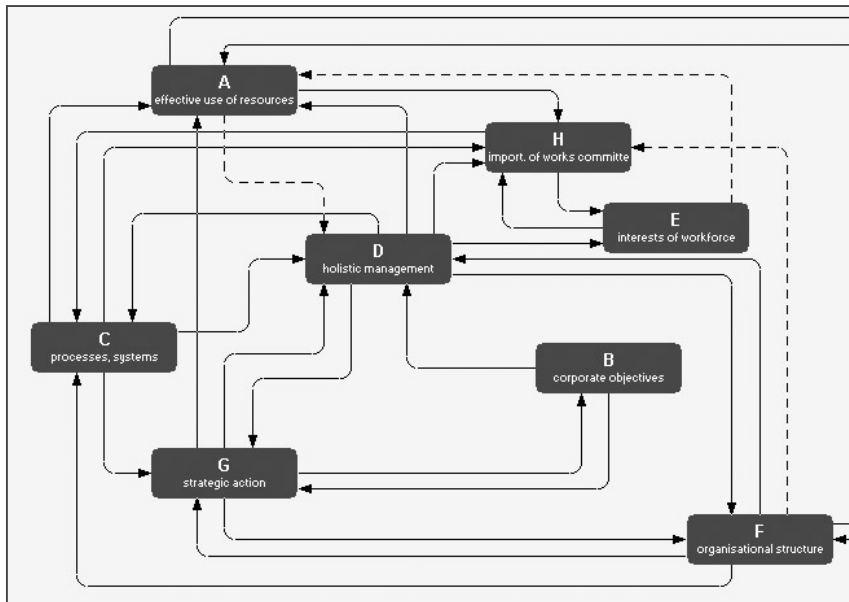 A
effective use of resources
H
import. of works committe
E
interests of workforce
D
holistic management
C
processes, systems
B
corporate objectives
G
strategic action
F
organisational structure